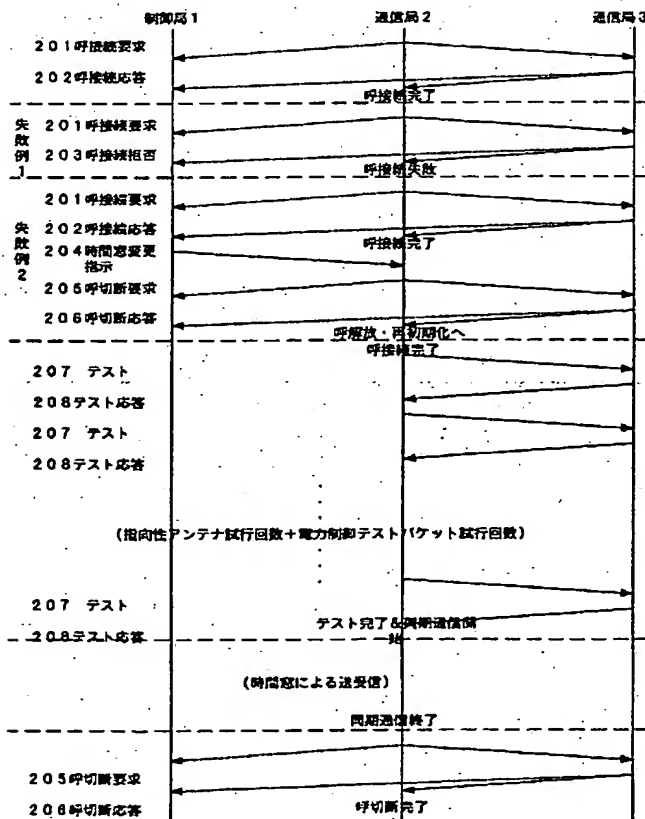 制御局1 通信局2 通信局3
201呼接続要求
202呼接続応答
呼接続完了
失敗例1
201呼接続要求
203呼接続拒否
呼接続失敗
201呼接続要求
失敗例2
202呼接続応答
呼接続完了
204時間窓変更
指示
205呼切断要求
206呼切断応答
呼解放・再初期化へ
呼接続完了
207 テスト
208テスト応答
207 テスト
208テスト応答
(指向性アンテナ試行回数+電力制御テストパケット試行回数)
207 テスト
テスト完了&同期通信開
208テスト応答
始
(時間窓による送受信)
同期通信終了
205呼切断要求
206呼切断応答
呼切断完了